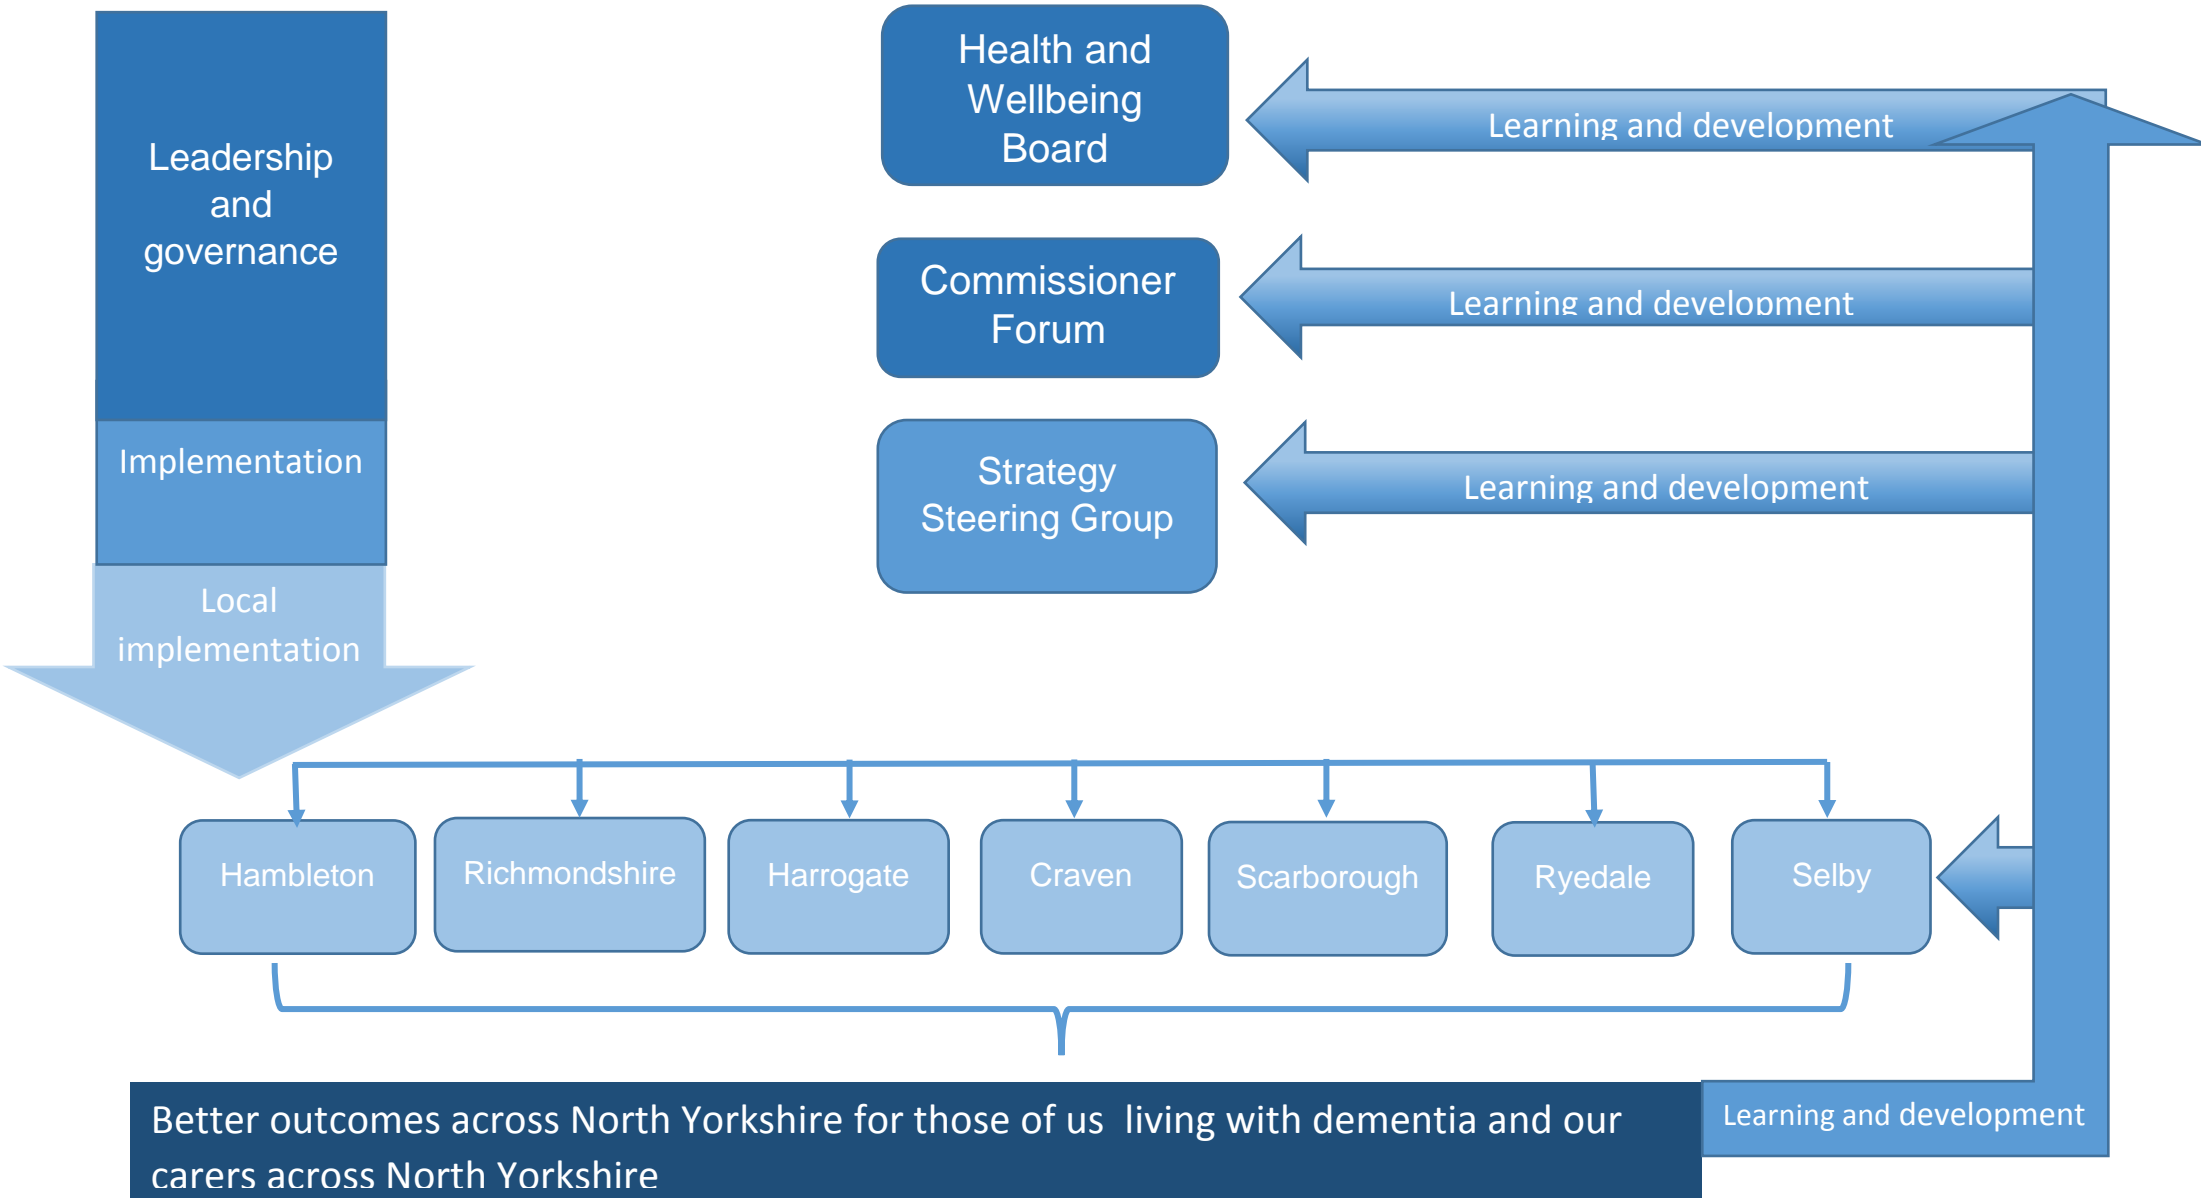 Leadership
and
governance
Implementation
Local
implementation
Health and
Wellbeing
Board
Learning and development
Commissioner
Forum
Learning and development
Strategy
Steering Group
Learning and development
Hambleton
Richmondshire
Harrogate
Craven
Scarborough
Ryedale
Selby
Better outcomes across North Yorkshire for those of us  living with dementia and our
carers across North Yorkshire
Learning and development